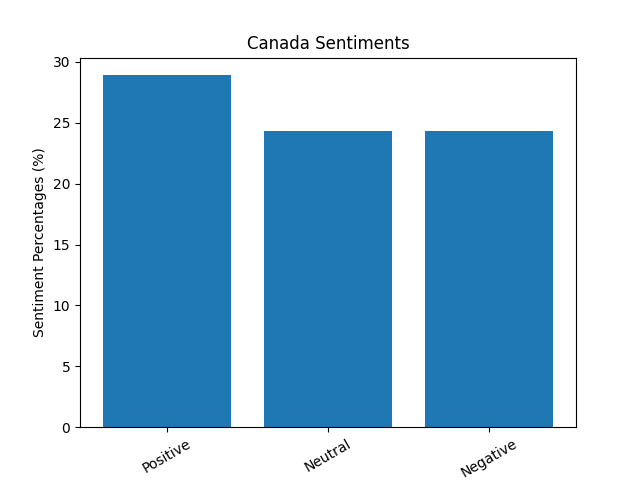 Canada Sentiments
Sentiment Percentages (%)
30
25
20
15
10
5
0
Positive
Neutral
Negative